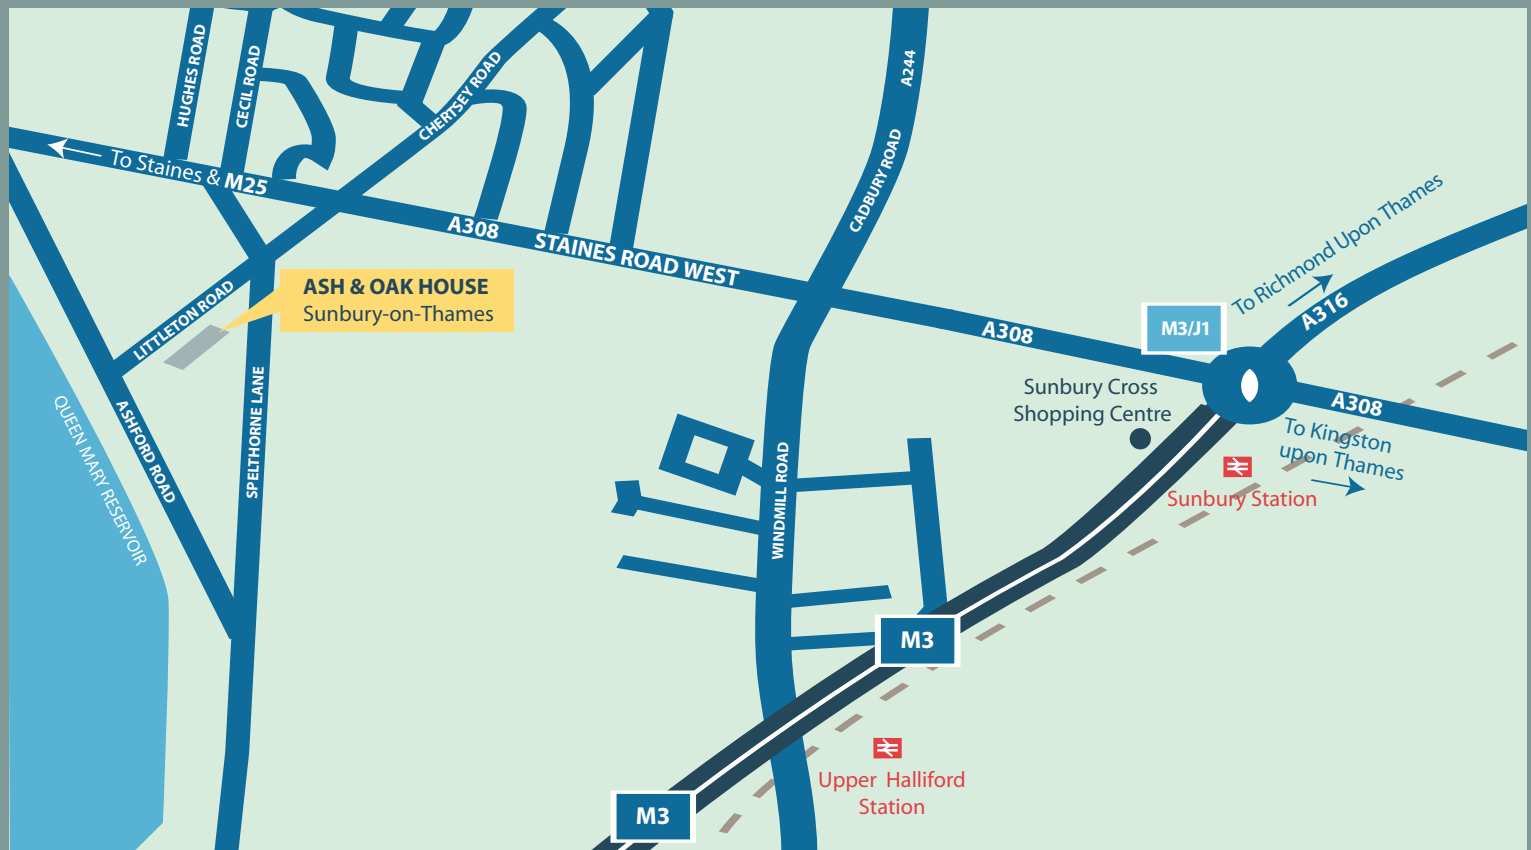 HUGHES ROAD
CECIL ROAD
CHERTSEY ROAD
A244
CADBURY ROAD
To Staines & M25
A308
STAINES ROAD WEST
To Richmond Upon Thames
A316
M3/J1
A308
ASH & OAK HOUSE
Sunbury-on-Thames
LITTLETON ROAD
SPELTHORNE LANE
ASHFORD ROAD
QUEEN MARY RESERVOIR
WINDMILL ROAD
Sunbury Cross
Shopping Centre
A308
To Kingston
upon Thames
Sunbury Station
M3
Upper Halliford
Station
M3